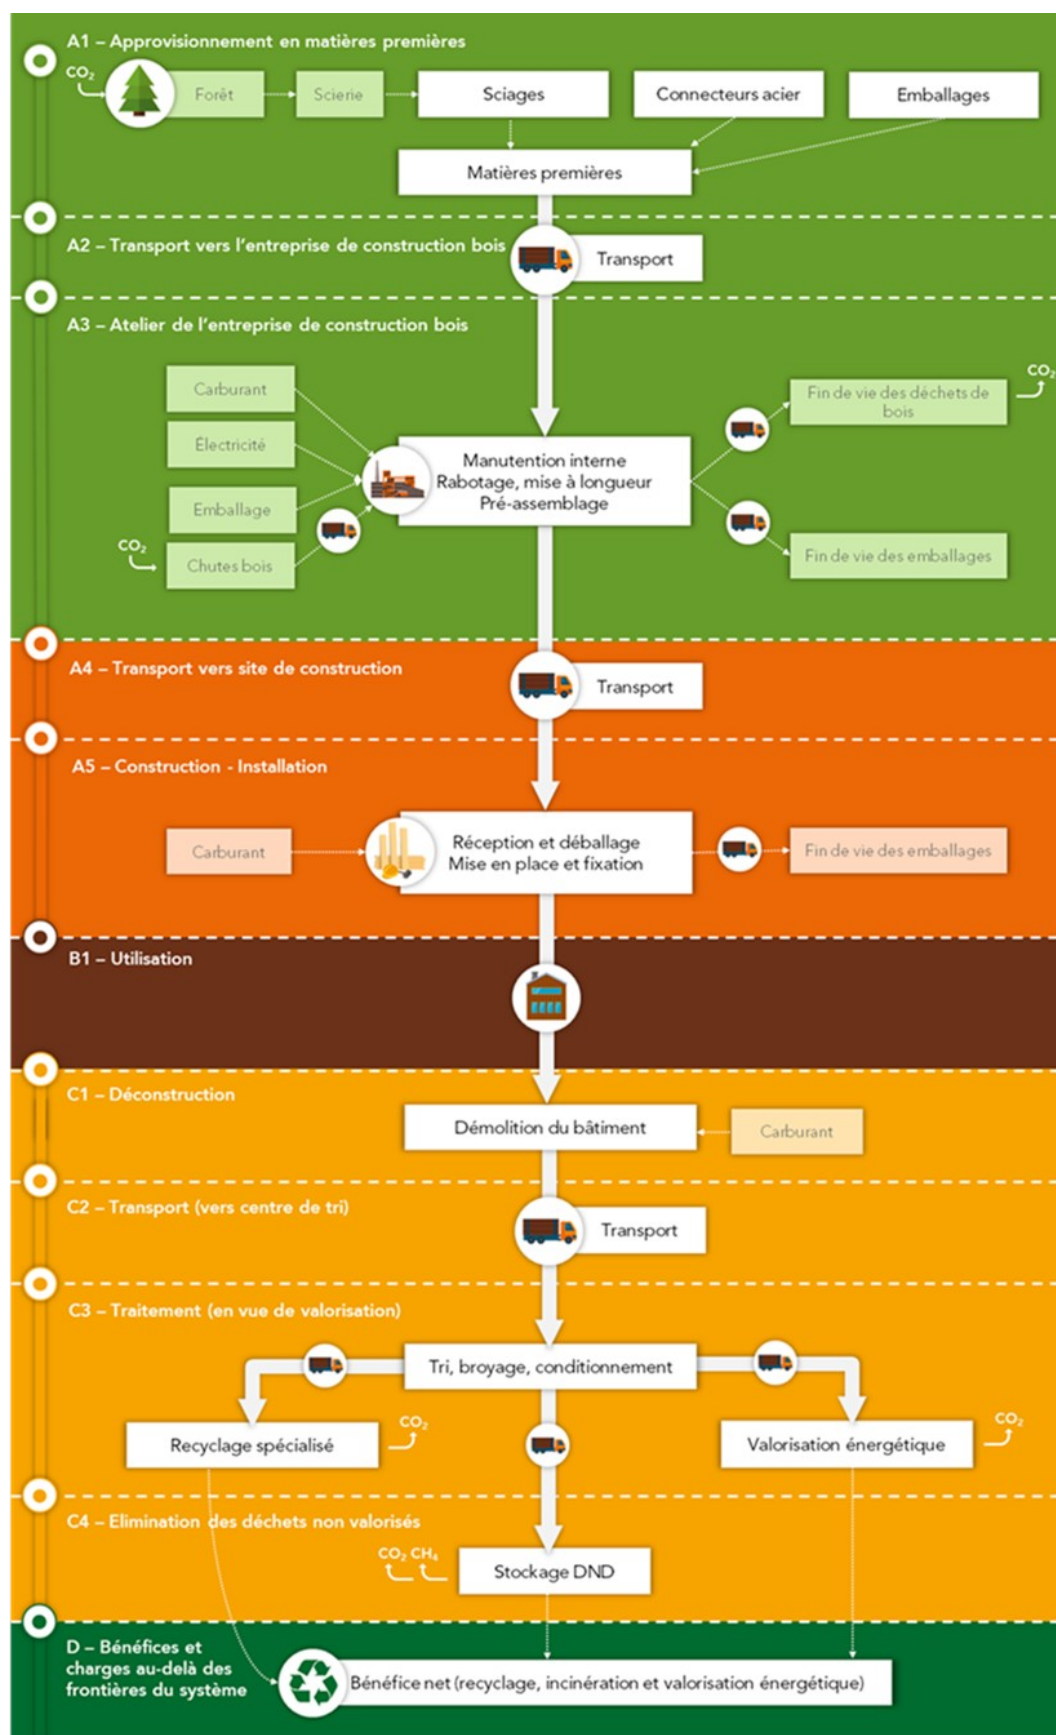 A1 – Approvisionnement en matières premières
CO₂
Forêt
Scierie
Sciages
Connecteurs acier
Emballages
Matières premières
A2 – Transport vers l’entreprise de construction bois
Transport
A3 – Atelier de l’entreprise de construction bois
Carburant
Électricité
Emballage
CO₂
Chutes bois
Manutention interne
Rabotage, mise à longueur
Pré-assemblage
CO₂
Fin de vie des déchets de
bois
Fin de vie des emballages
A4 – Transport vers site de construction
Transport
A5 – Construction - Installation
Carburant
Réception et déballage
Mise en place et fixation
Fin de vie des emballages
B1 – Utilisation
C1 – Déconstruction
Démolition du bâtiment
Carburant
C2 – Transport (vers centre de tri)
Transport
C3 – Traitement (en vue de valorisation)
Tri, broyage, conditionnement
Recyclage spécialisé
CO₂
Valorisation énergétique
CO₂
C4 – Elimination des déchets non valorisés
CO₂ CH₄
Stockage DND
D – Bénéfices et
charges au-delà des
frontières du système
Bénéfice net (recyclage, incinération et valorisation énergétique)